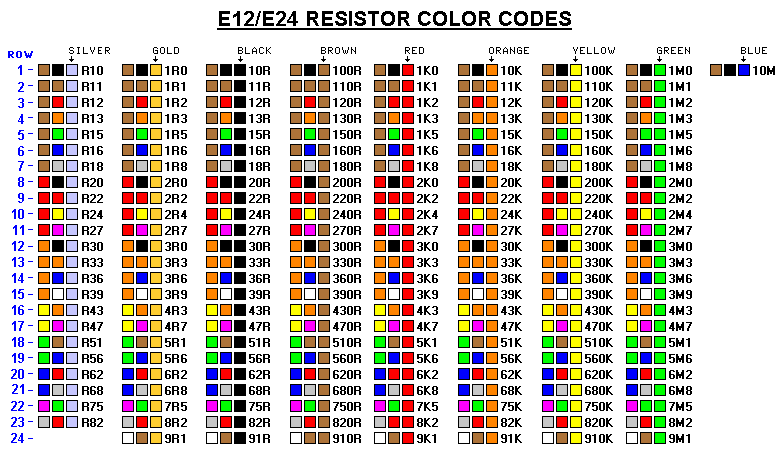 E12/E24 RESISTOR COLOR CODES
SILVER GOLD BLACK BROWN RED ORANGE YELLOW GREEN BLUE
ROW
1 R10 1R0 10R 100R 1K0 10K 100K 1M0 10M
2 R11 1R1 11R 110R 1K1 11K 110K 1M1
3 R12 1R2 12R 120R 1K2 12K 120K 1M2
4 R13 1R3 13R 130R 1K3 13K 130K 1M3
5 R15 1R5 15R 150R 1K5 15K 150K 1M5
6 R16 1R6 16R 160R 1K6 16K 160K 1M6
7 R18 1R8 18R 180R 1K8 18K 180K 1M8
8 R20 2R0 20R 200R 2K0 20K 200K 2M0
9 R22 2R2 22R 220R 2K2 22K 220K 2M2
10 R24 2R4 24R 240R 2K4 24K 240K 2M4
11 R27 2R7 27R 270R 2K7 27K 270K 2M7
12 R30 3R0 30R 300R 3K0 30K 300K 3M0
13 R33 3R3 33R 330R 3K3 33K 330K 3M3
14 R36 3R6 36R 360R 3K6 36K 360K 3M6
15 R39 3R9 39R 390R 3K9 39K 390K 3M9
16 R43 4R3 43R 430R 4K3 43K 430K 4M3
17 R47 4R7 47R 470R 4K7 47K 470K 4M7
18 R51 5R1 51R 510R 5K1 51K 510K 5M1
19 R56 5R6 56R 560R 5K6 56K 560K 5M6
20 R62 6R2 62R 620R 6K2 62K 620K 6M2
21 R68 6R8 68R 680R 6K8 68K 680K 6M8
22 R75 7R5 75R 750R 7K5 75K 750K 7M5
23 R82 8R2 82R 820R 8K2 82K 820K 8M2
24 9R1 91R 910R 9K1 91K 910K 9M1